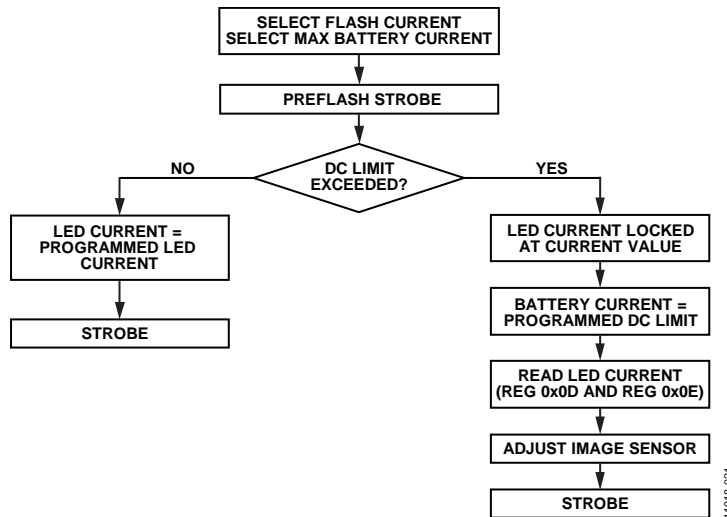 SELECT FLASH CURRENT
SELECT MAX BATTERY CURRENT
PREFLASH STROBE
NO
DC LIMIT
EXCEEDED?
YES
LED CURRENT =
PROGRAMMED LED
CURRENT
STROBE
LED CURRENT LOCKED
AT CURRENT VALUE
BATTERY CURRENT =
PROGRAMMED DC LIMIT
READ LED CURRENT
(REG 0x0D AND REG 0x0E)
ADJUST IMAGE SENSOR
STROBE